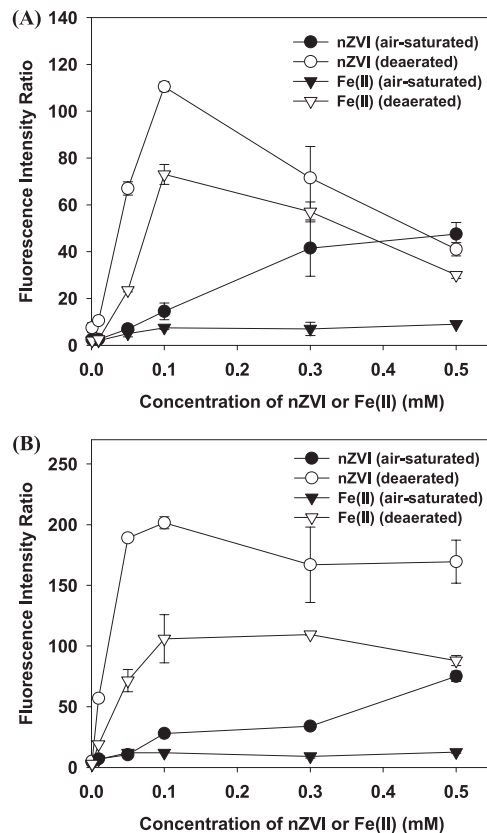 (A)
140
120
100
80
60
40
20
0
Fluorescence Intensity Ratio
nZVI (air-saturated)
nZVI (deaerated)
Fe(II) (air-saturated)
Fe(II) (deaerated)
0.0 0.1 0.2 0.3 0.4 0.5
Concentration of nZVI or Fe(II) (mM)
(B)
250
200
150
100
50
0
Fluorescence Intensity Ratio
nZVI (air-saturated)
nZVI (deaerated)
Fe(II) (air-saturated)
Fe(II) (deaerated)
0.0 0.1 0.2 0.3 0.4 0.5
Concentration of nZVI or Fe(II) (mM)